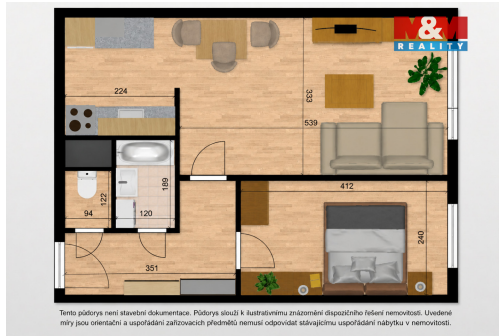 M&M
REALITY
224
333
539
189
122
94
120
412
240
351
Tento půdorys není stavební dokumentace. Půdorys slouží k ilustrativnímu znázornění dispozičního řešení nemovitosti. Uvedené
míry jsou orientační a uspořádání zařizovacích předmětů nemusí odpovídat stávajícímu uspořádání nábytku v nemovitosti.